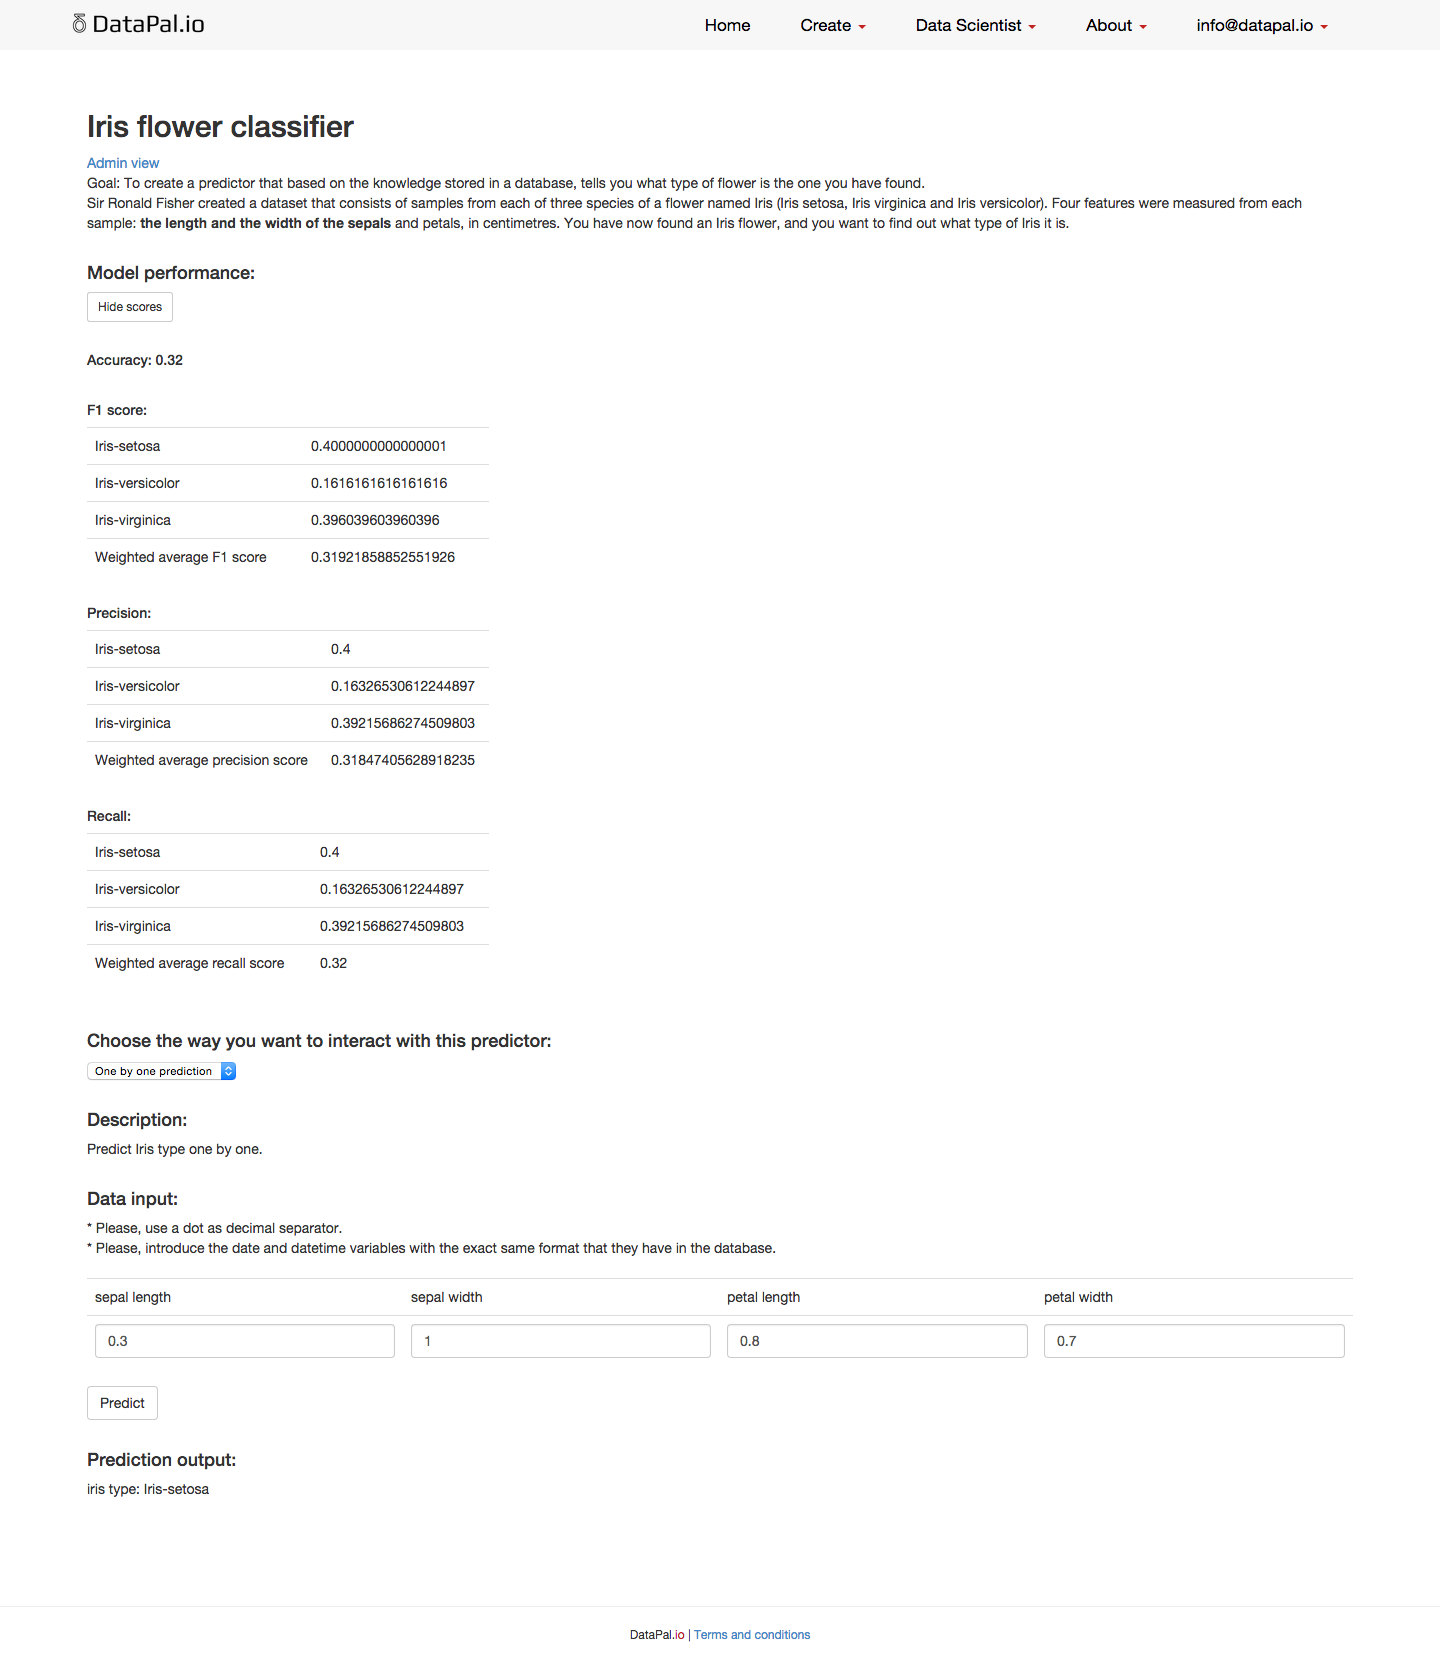 DataPal.io
Home Create Data Scientist About info@datapal.io
Iris flower classifier
Admin view
Goal: To create a predictor that based on the knowledge stored in a database, tells you what type of flower is the one you have found.
Sir Ronald Fisher created a dataset that consists of samples from each of three species of a flower named Iris (Iris setosa, Iris virginica and Iris versicolor). Four features were measured from each
sample: the length and the width of the sepals and petals, in centimetres. You have now found an Iris flower, and you want to find out what type of Iris it is.
Model performance:
Hide scores
Accuracy: 0.32
F1 score:
Iris-setosa 0.4000000000000001
Iris-versicolor 0.1616161616161616
Iris-virginica 0.396039603960396
Weighted average F1 score 0.31921858852551926
Precision:
Iris-setosa 0.4
Iris-versicolor 0.16326530612244897
Iris-virginica 0.39215686274509803
Weighted average precision score 0.31847405628918235
Recall:
Iris-setosa 0.4
Iris-versicolor 0.16326530612244897
Iris-virginica 0.39215686274509803
Weighted average recall score 0.32
Choose the way you want to interact with this predictor:
One by one prediction
Description:
Predict Iris type one by one.
Data input:
* Please, use a dot as decimal separator.
* Please, introduce the date and datetime variables with the exact same format that they have in the database.
sepal length sepal width petal length petal width
0.3 1 0.8 0.7
Predict
Prediction output:
iris type: Iris-setosa
DataPal.io | Terms and conditions